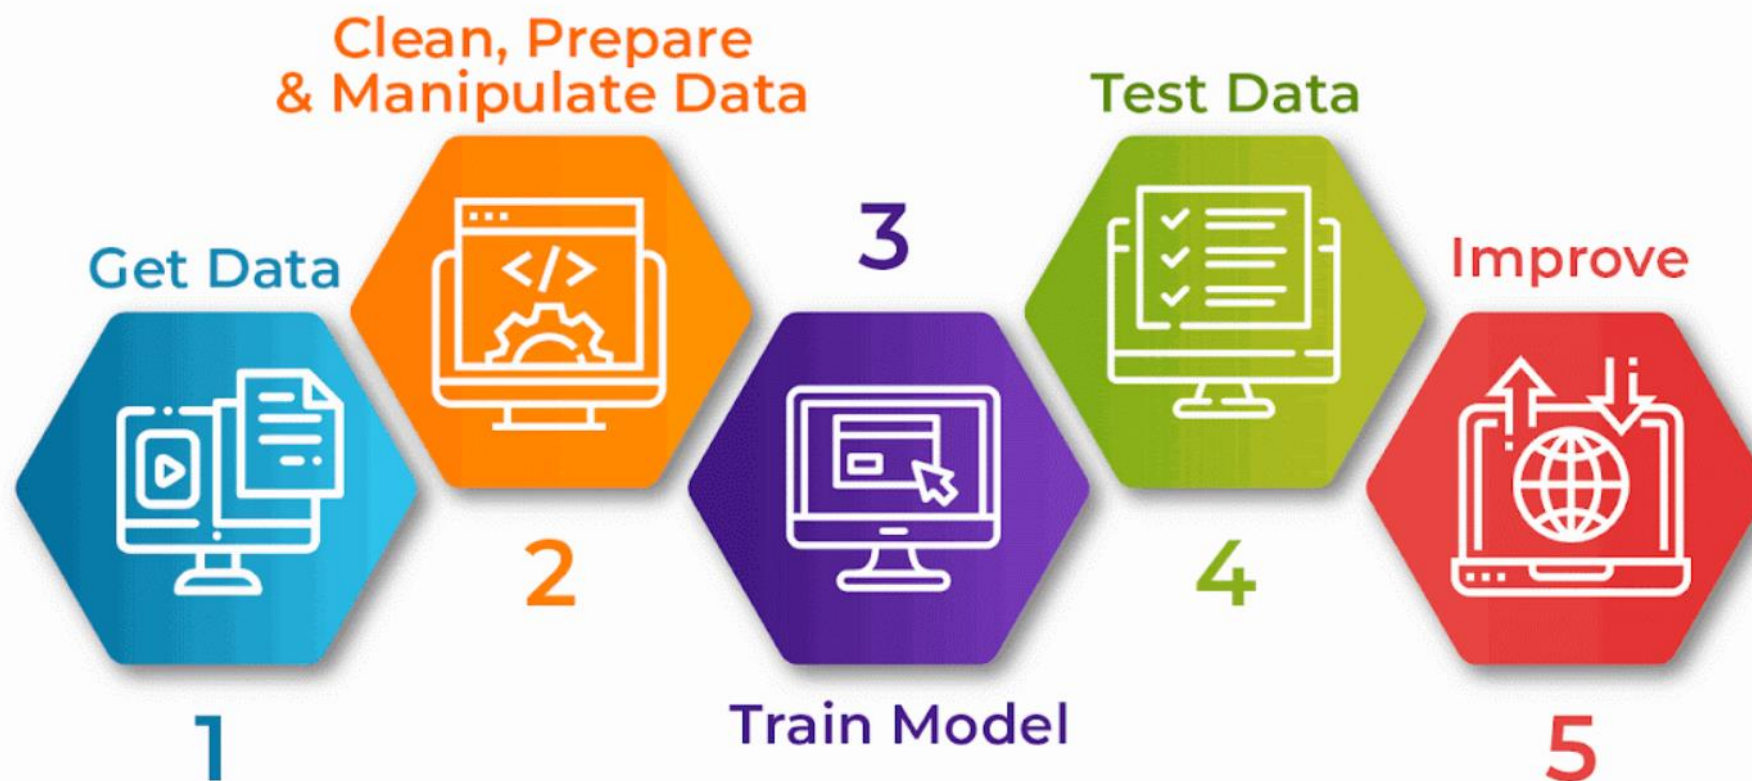 Get Data
1
Clean, Prepare
& Manipulate Data
</>
2
3
Train Model
Test Data
4
Improve
5